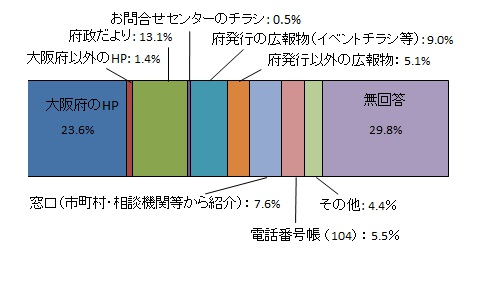 お問合せセンターのチラシ：0.5%
府政だより：13.1%
府発行の広報物（イベントチラシ等）：9.0%
大阪府以外のHP：1.4%
府発行以外の広報物：5.1%
大阪府のHP
23.6%
無回答
29.8%
窓口（市町村・相談機関等から紹介）：7.6%
その他：4.4%
電話番号帳（104）：5.5%